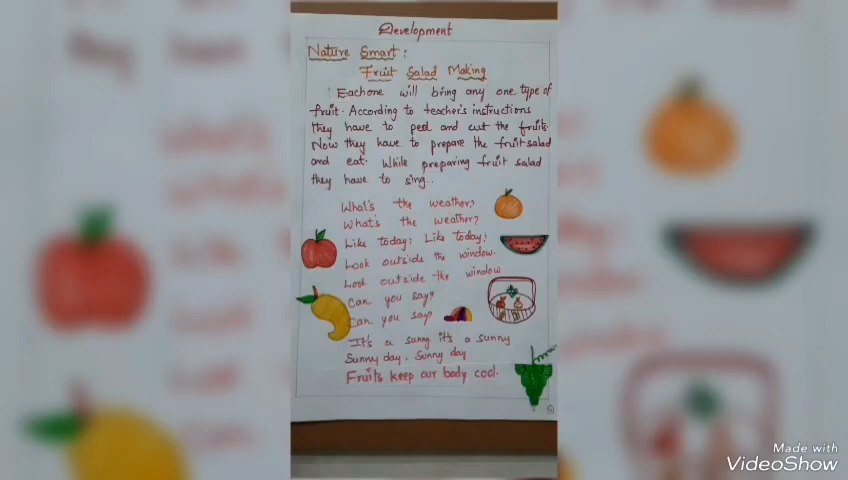 Development
Nature Smart:
Fruit Salad Making
Eachone will bring any one type of
fruit. According to teacher's instructions
they have to peel and cut the fruits.
Now they have to prepare the fruit salad
and eat. While preparing fruit salad
they have to sing..
What's the weather?
What's the weather?
Like today? Like today?
Look outside the window.
Look outside the window
Can you say?
Can you say?
It's a sunny it's a sunny
Sunny day, Sunny day
Fruits keep our body cool.
Made with
VideoShow